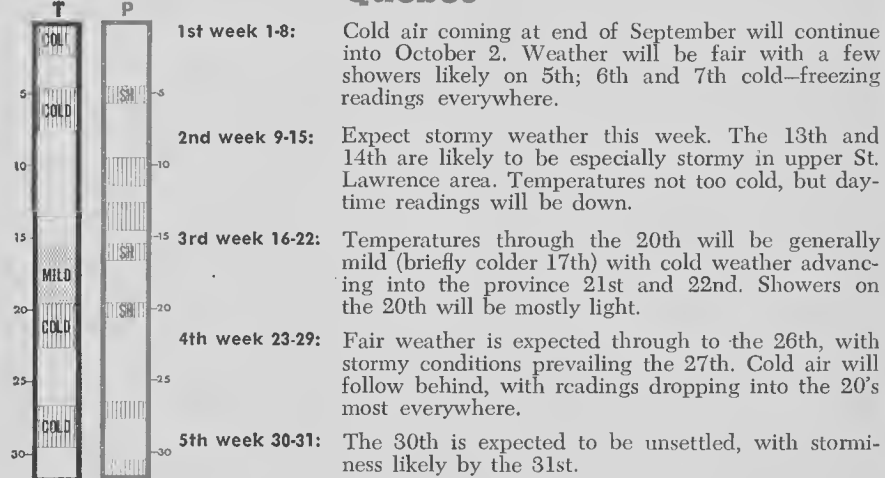 Quebec
T P
COLD
1st week 1-8: Cold air coming at end of September will continue
into October 2. Weather will be fair with a few
showers likely on 5th; 6th and 7th cold—freezing
readings everywhere.
5 SH 5
COLD
2nd week 9-15: Expect stormy weather this week. The 13th and
14th are likely to be especially stormy in upper St.
Lawrence area. Temperatures not too cold, but day-
time readings will be down.
10 10
15 15
3rd week 16-22: Temperatures through the 20th will be generally
mild (briefly colder 17th) with cold weather advanc-
ing into the province 21st and 22nd. Showers on
the 20th will be mostly light.
SH
MILD
20 SH 20
COLD
4th week 23-29: Fair weather is expected through to the 26th, with
stormy conditions prevailing the 27th. Cold air will
follow behind, with readings dropping into the 20's
most everywhere.
25 25
COLD
5th week 30-31: The 30th is expected to be unsettled, with stormi-
ness likely by the 31st.
30 30